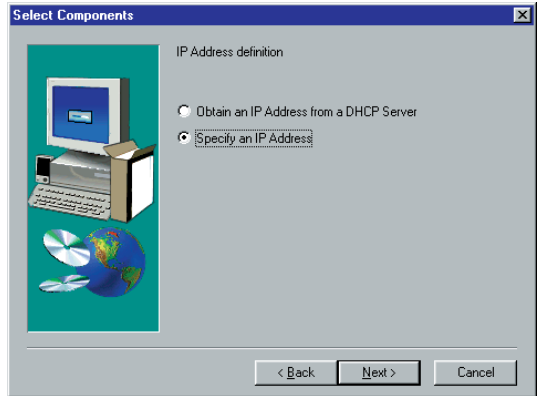 Select Components
IP Address definition
Obtain an IP Address from a DHCP Server
Specify an IP Address
< Back
Next >
Cancel